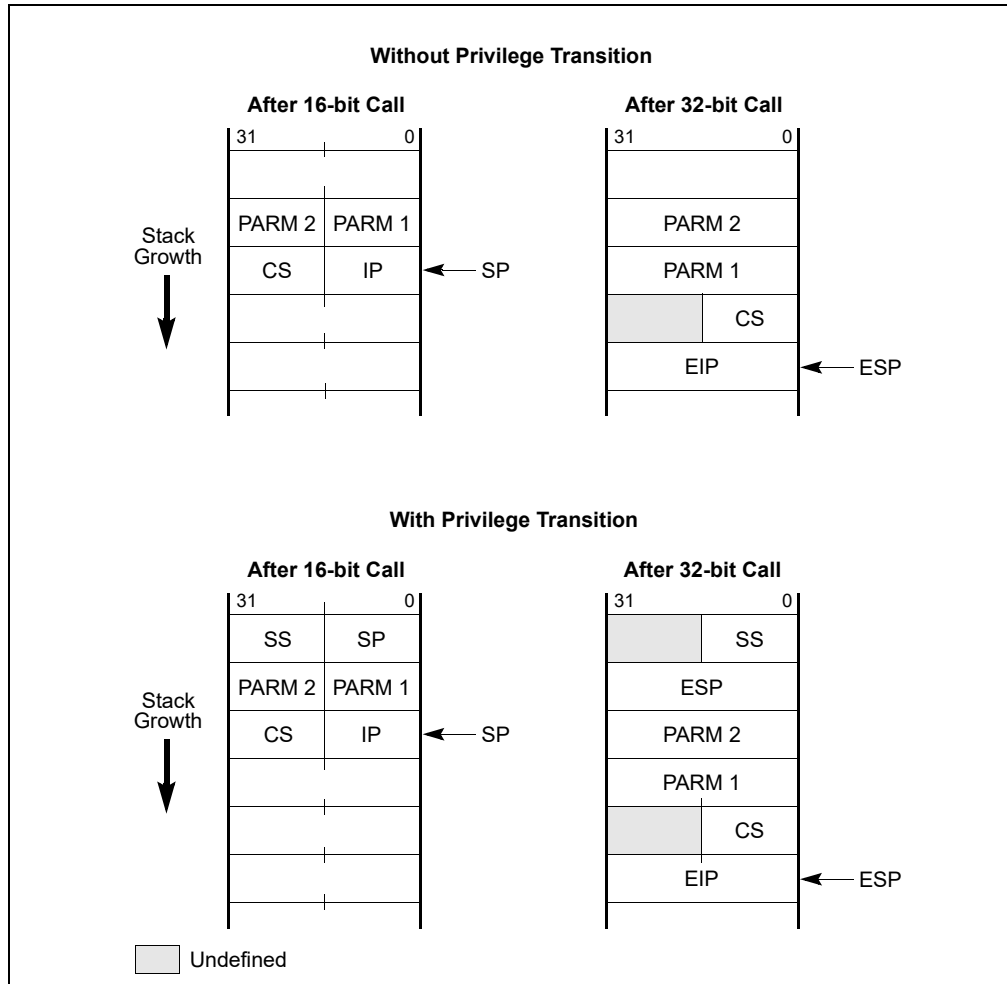 Without Privilege Transition
After 16-bit Call
After 32-bit Call
31 0
31 0
PARM 2 PARM 1
PARM 2
Stack
Growth
CS IP SP
PARM 1
CS
EIP ESP
With Privilege Transition
After 16-bit Call
After 32-bit Call
31 0
31 0
SS SP
SS
PARM 2 PARM 1
ESP
Stack
Growth
CS IP SP
PARM 2
PARM 1
CS
EIP ESP
Undefined